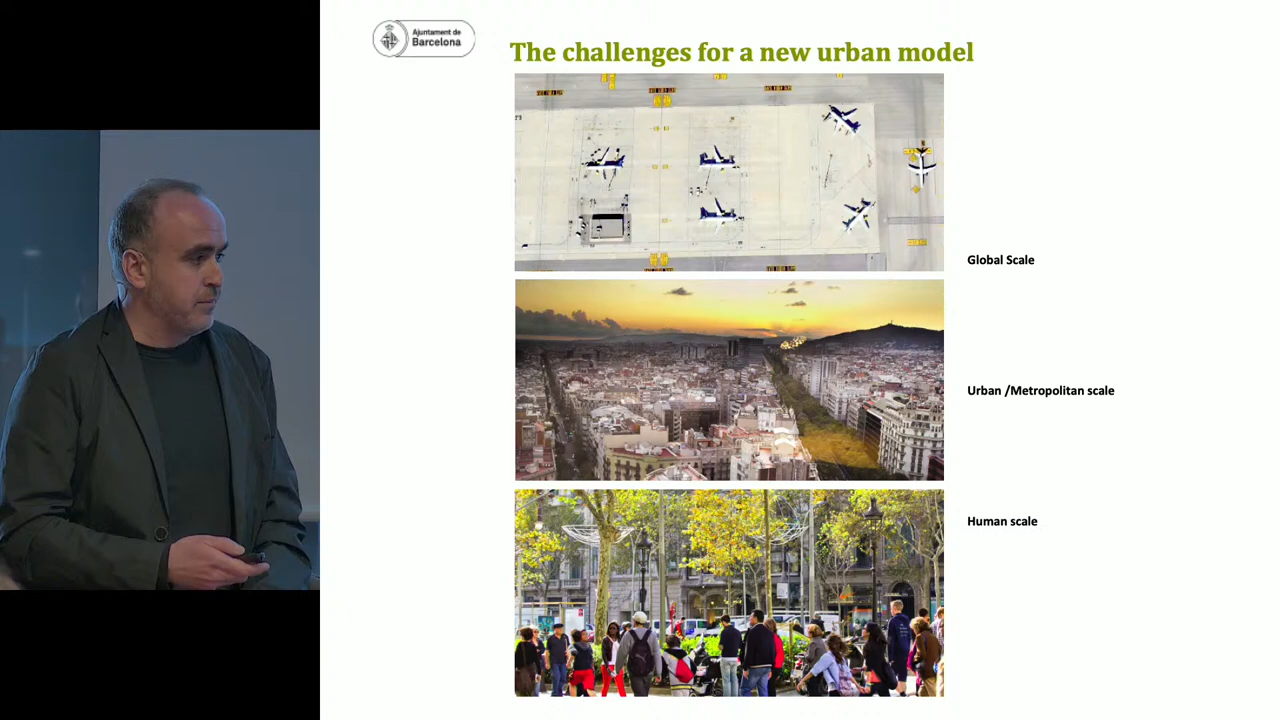 Ajuntament de
Barcelona
The challenges for a new urban model
Global Scale
Urban /Metropolitan scale
Human scale